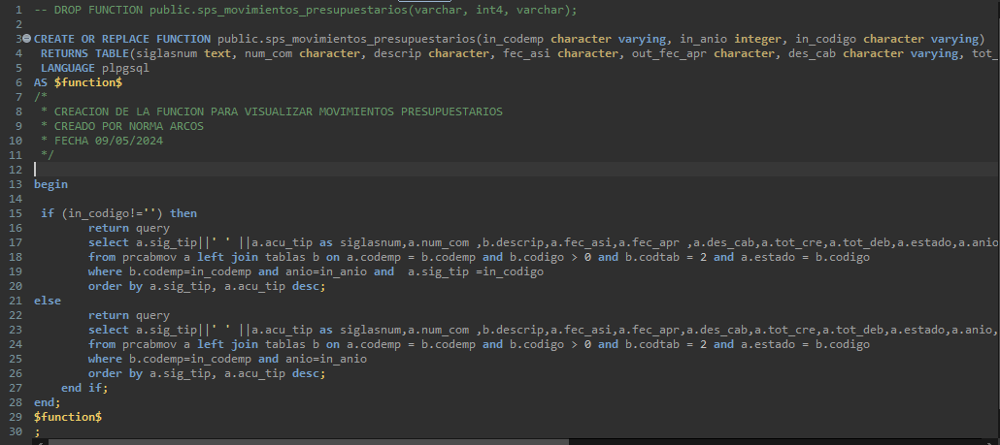 1 -- DROP FUNCTION public.sps_movimientos_presupuestarios(varchar, int4, varchar);
2
3 CREATE OR REPLACE FUNCTION public.sps_movimientos_presupuestarios(in_codemp character varying, in_anio integer, in_codigo character varying)
4 RETURNS TABLE(siglasnum text, num_com character, descrip character, fec_asi character, out_fec_apr character, des_cab character varying, tot_
5 LANGUAGE plpgsql
6 AS $function$
7 /*
8 * CREACION DE LA FUNCION PARA VISUALIZAR MOVIMIENTOS PRESUPUESTARIOS
9 * CREADO POR NORMA ARCOS
10 * FECHA 09/05/2024
11 */
12
13 begin
14
15 if (in_codigo!='') then
16 return query
17 select a.sig_tip||' ' ||a.acu_tip as siglasnum,a.num_com ,b.descrip,a.fec_asi,a.fec_apr ,a.des_cab,a.tot_cre,a.tot_deb,a.estado,a.anio
18 from prcabmov a left join tablas b on a.codemp = b.codemp and b.codigo > 0 and b.codtab = 2 and a.estado = b.codigo
19 where b.codemp=in_codemp and anio=in_anio and  a.sig_tip =in_codigo
20 order by a.sig_tip, a.acu_tip desc;
21 else
22 return query
23 select a.sig_tip||' ' ||a.acu_tip as siglasnum,a.num_com ,b.descrip,a.fec_asi,a.fec_apr,a.des_cab,a.tot_cre,a.tot_deb,a.estado,a.anio,
24 from prcabmov a left join tablas b on a.codemp = b.codemp and b.codigo > 0 and b.codtab = 2 and a.estado = b.codigo
25 where b.codemp=in_codemp and anio=in_anio
26 order by a.sig_tip, a.acu_tip desc;
27 end if;
28 end;
29 $function$
30 ;